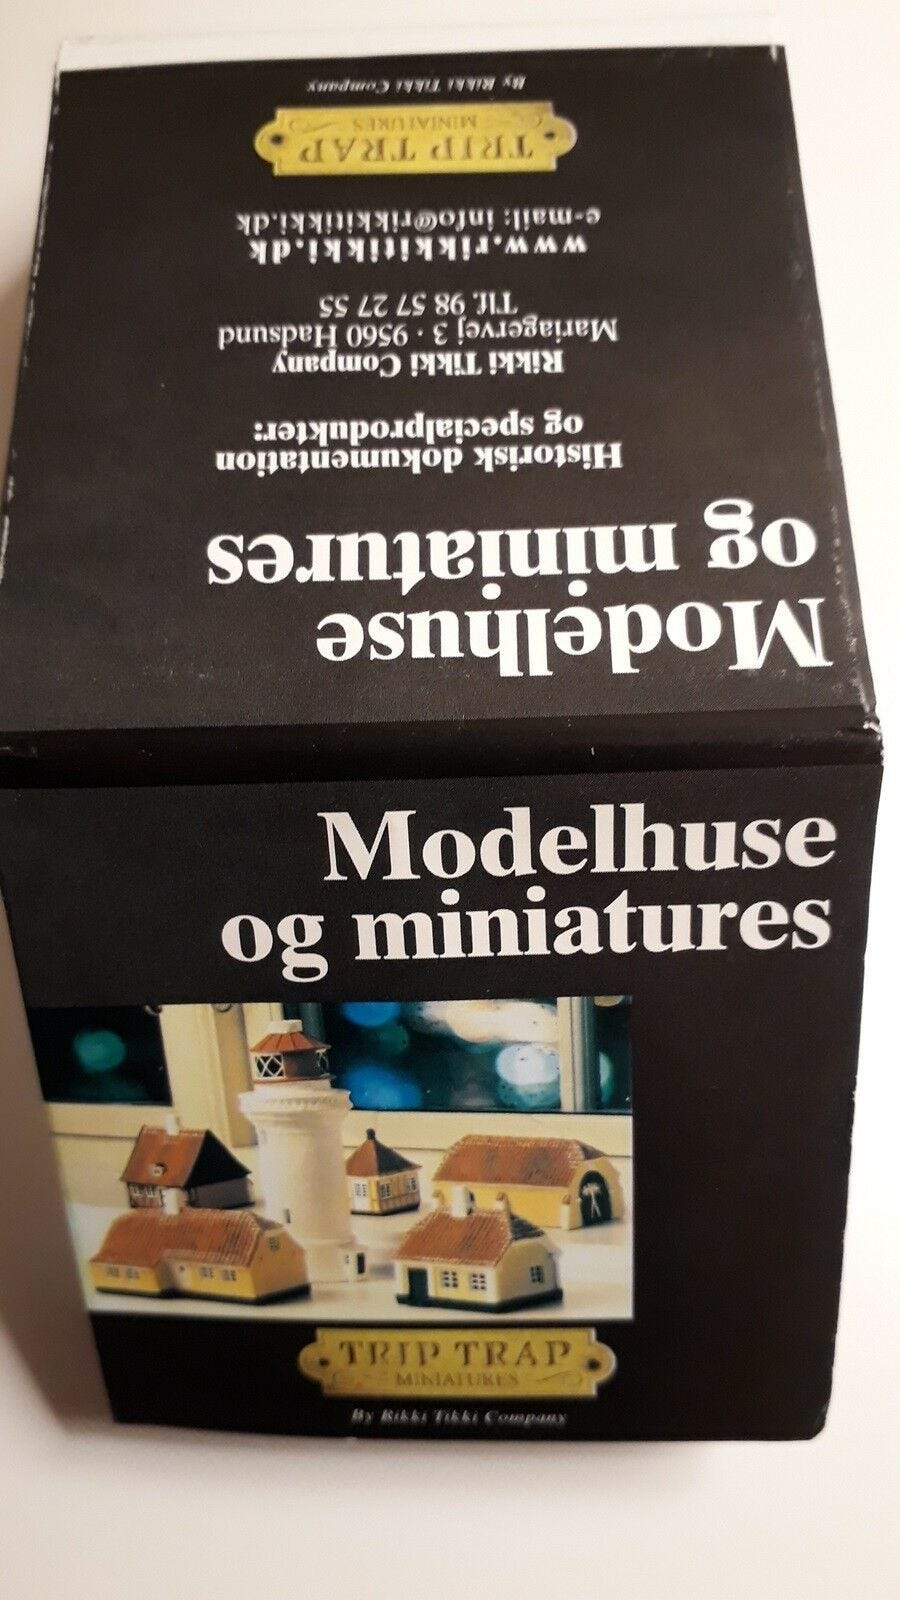 Modelhuse
og miniatures
Historisk dokumentation
og specialprodukter:
Rikki Tikki Company
Mariagervej 3 · 9560 Hadsund
Tlf. 98 57 27 55
www.rikkitikki.dk
e-mail: info@rikkitikki.dk
TRIP TRAP
MINIATURES
By Rikki Tikki Company
Modelhuse
og miniatures
TRIP TRAP
MINIATURES
By Rikki Tikki Company